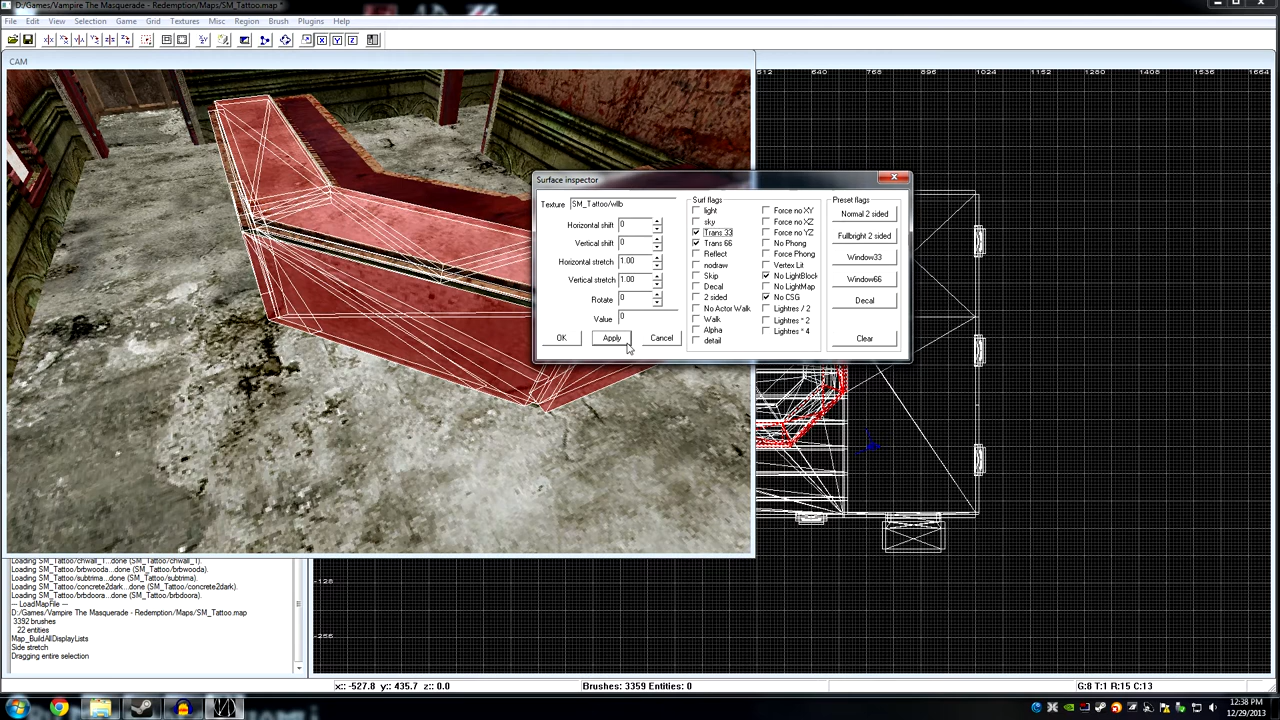 D:/Games/Vampire The Masquerade - Redemption/Maps/SM_Tattoo.map *
File Edit View Selection Game Grid Textures Misc Region Brush Plugins Help
CAM
512 640 768 896 1024 1152 1280 1408 1536 1664
Surface inspector
Texture SM_Tattoo/wllb
Horizontal shift 0
Vertical shift 0
Horizontal stretch 1.00
Vertical stretch 1.00
Rotate 0
Value 0
OK Apply Cancel
Surf flags
light
sky
Trans 33
Trans 66
Reflect
nodraw
Skip
Decal
2 sided
No Actor Walk
Walk
Alpha
detail
Force no XY
Force no XZ
Force no YZ
No Phong
Force Phong
Vertex Lit
No LightBlock
No LightMap
No CSG
Lightres / 2
Lightres * 2
Lightres * 4
Preset flags
Normal 2 sided
Fullbright 2 sided
Window33
Window66
Decal
Clear
Loading SM_Tattoo/chwall_1...done (SM_Tattoo/chwall_1).
Loading SM_Tattoo/brbwooda...done (SM_Tattoo/brbwooda).
Loading SM_Tattoo/subtrima...done (SM_Tattoo/subtrima).
Loading SM_Tattoo/concrete2dark...done (SM_Tattoo/concrete2dark).
Loading SM_Tattoo/brbdoora...done (SM_Tattoo/brbdoora).
--- LoadMapFile ---
D:/Games/Vampire The Masquerade - Redemption/Maps/SM_Tattoo.map
3392 brushes
22 entities
Map_BuildAllDisplayLists
Side stretch
Dragging entire selection
-128
-256
x:: -527.8 y:: 435.7 z:: 0.0
Brushes: 3359 Entities: 0
G:8 T:1 R:15 C:13
12:38 PM
12/29/2013